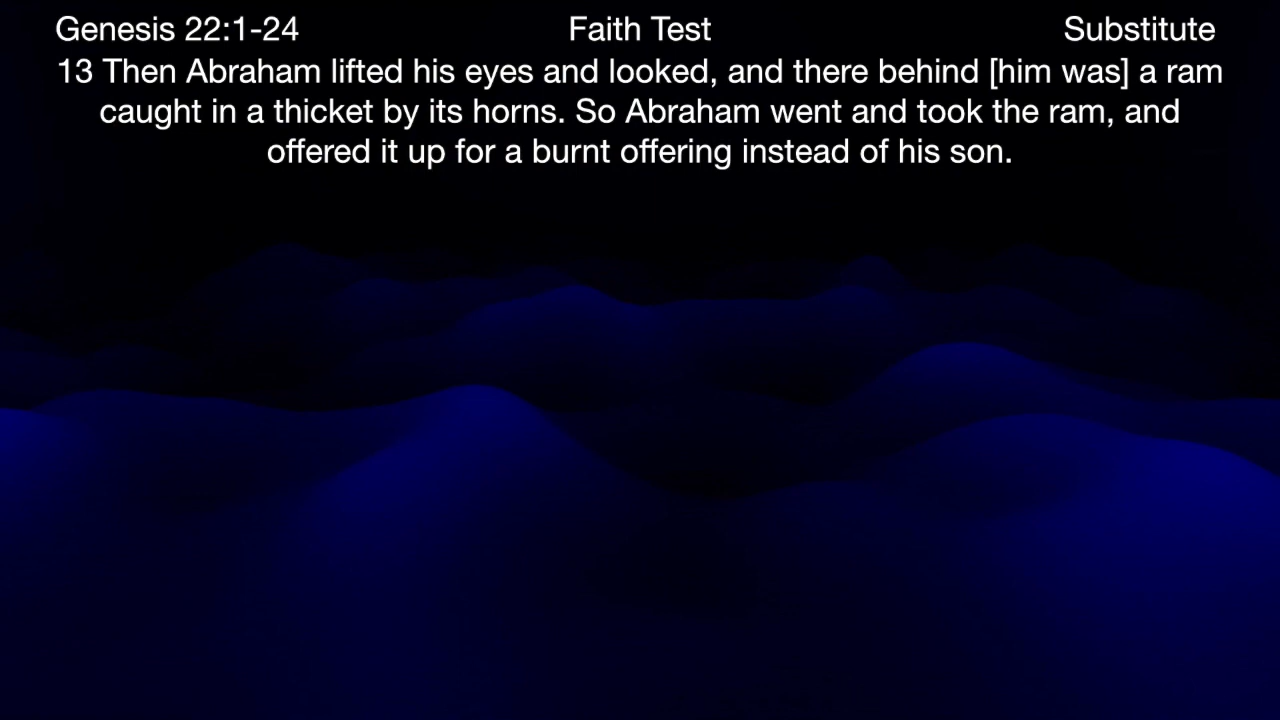 Genesis 22:1-24 Faith Test Substitute
13 Then Abraham lifted his eyes and looked, and there behind [him was] a ram
caught in a thicket by its horns. So Abraham went and took the ram, and
offered it up for a burnt offering instead of his son.